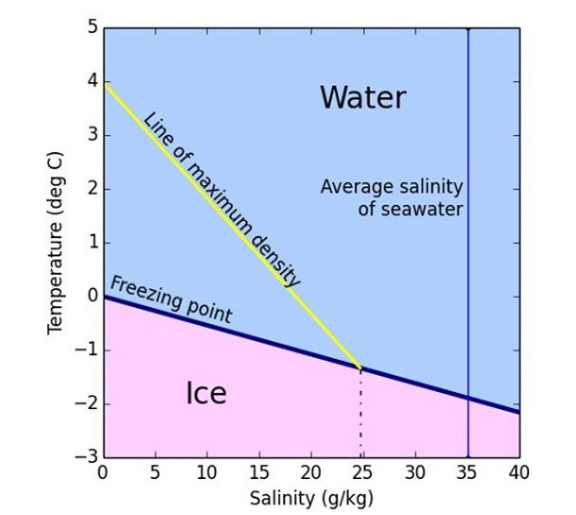 5
4
3
2
1
0
−1
−2
−3
Temperature (deg C)
Water
Line of maximum density
Average salinity
of seawater
Freezing point
Ice
0 5 10 15 20 25 30 35 40
Salinity (g/kg)